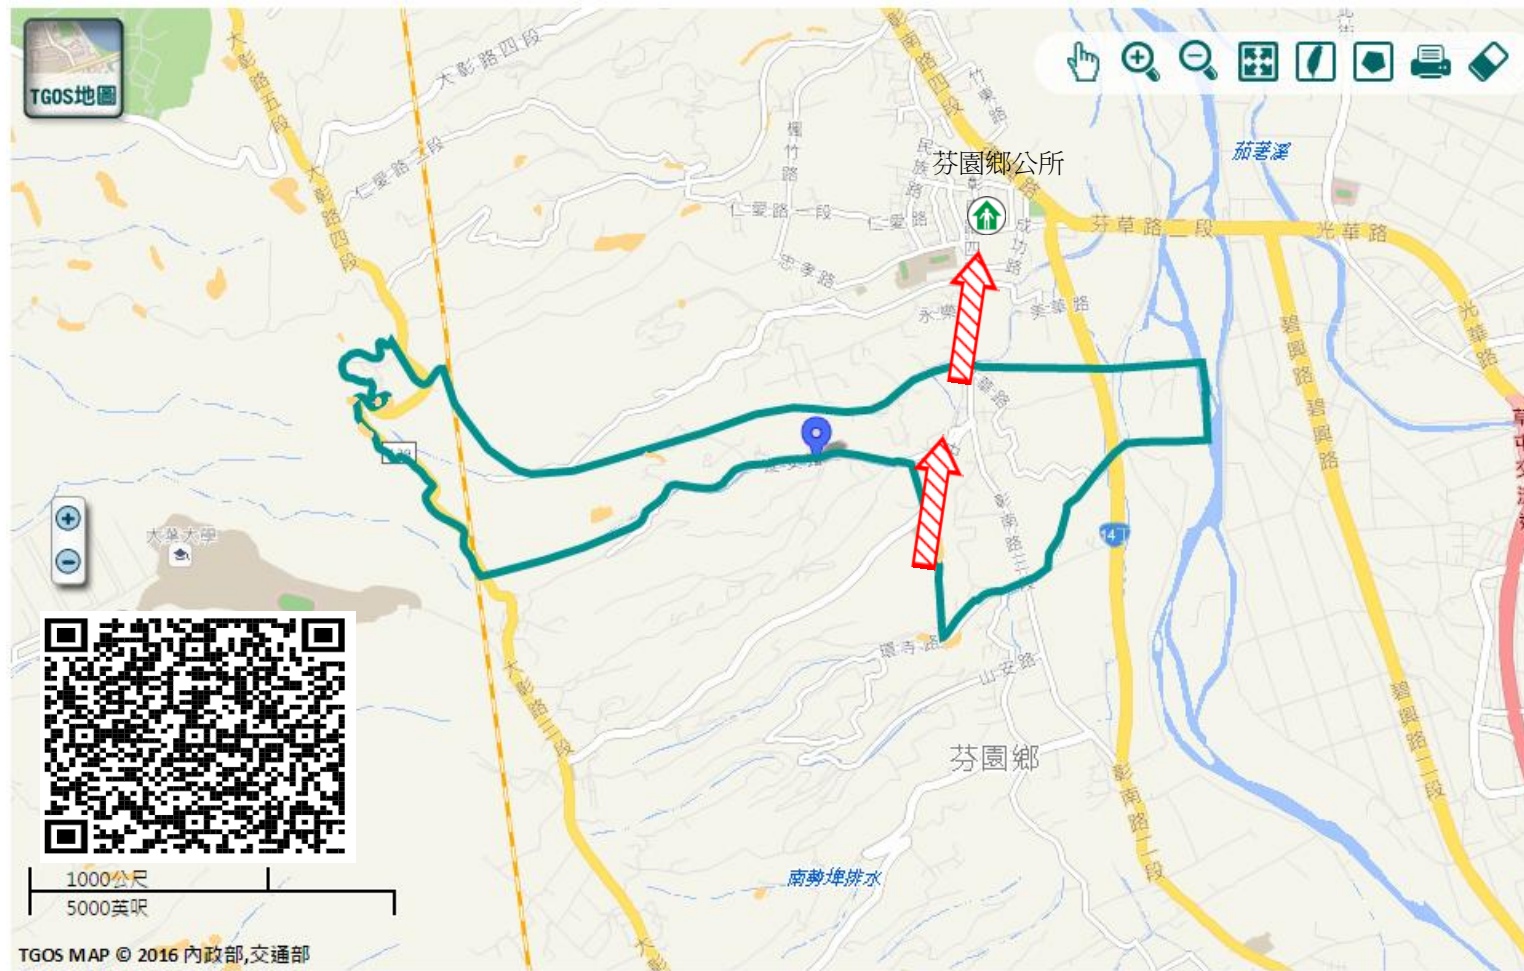 TGOS地圖
大彰路五段
大彰路四段
大彰路四段
仁愛路二段
楓竹路
仁愛路一段
仁愛路
民族路
忠孝路
彰南路四段
竹東路
芬園鄉公所
成功路
芬草路二段
光華路
光華路
茄荖溪
永樂
美華路
碧興路
碧興路
大葉大學
彰南路三段
14丁
環寺路
山安路
芬園鄉
大彰路三段
彰南路二段
碧興路二段
南勢埤排水
1000公尺
5000英呎
TGOS MAP © 2016 內政部,交通部